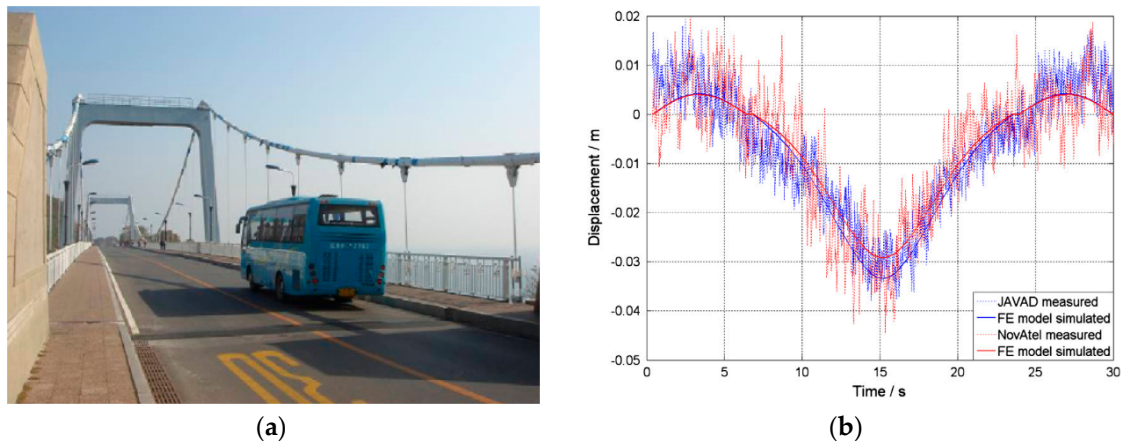 0.02
0.01
0
-0.01
-0.02
-0.03
-0.04
-0.05
Displacement / m
JAVAD measured
FE model simulated
NovAtel measured
FE model simulated
0 5 10 15 20 25 30
Time / s
(a) (b)